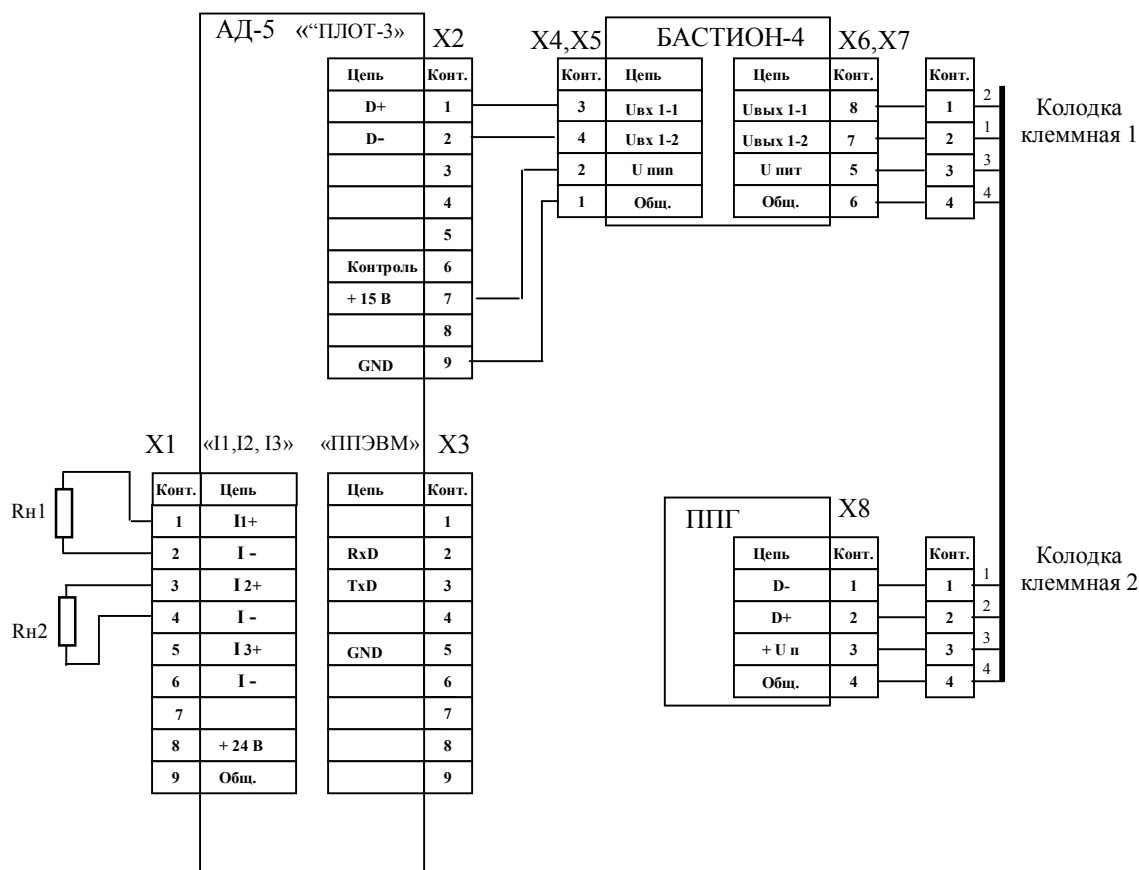 АД-5 «“ПЛОТ-3»
X2
Цепь Конт.
D+ 1
D- 2
3
4
5
Контроль 6
+ 15 В 7
8
GND 9
X4,X5
БАСТИОН-4
X6,X7
Конт. Цепь
3 Uвх 1-1
4 Uвх 1-2
2 U пип
1 Общ.
Цепь Конт.
Uвых 1-1 8
Uвых 1-2 7
U пит 5
Общ. 6
Конт.
1 2
2 1
3 3
4 4
Колодка
клеммная 1
X1 «I1,I2, I3»
Rн1
Rн2
Конт. Цепь
1 I1+
2 I -
3 I 2+
4 I -
5 I 3+
6 I -
7
8 + 24 В
9 Общ.
«ППЭВМ» X3
Цепь Конт.
1
RxD 2
TxD 3
4
GND 5
6
7
8
9
ППГ
X8
Цепь Конт.
D- 1
D+ 2
+ U п 3
Общ. 4
Конт.
1 1
2 2
3 3
4 4
Колодка
клеммная 2